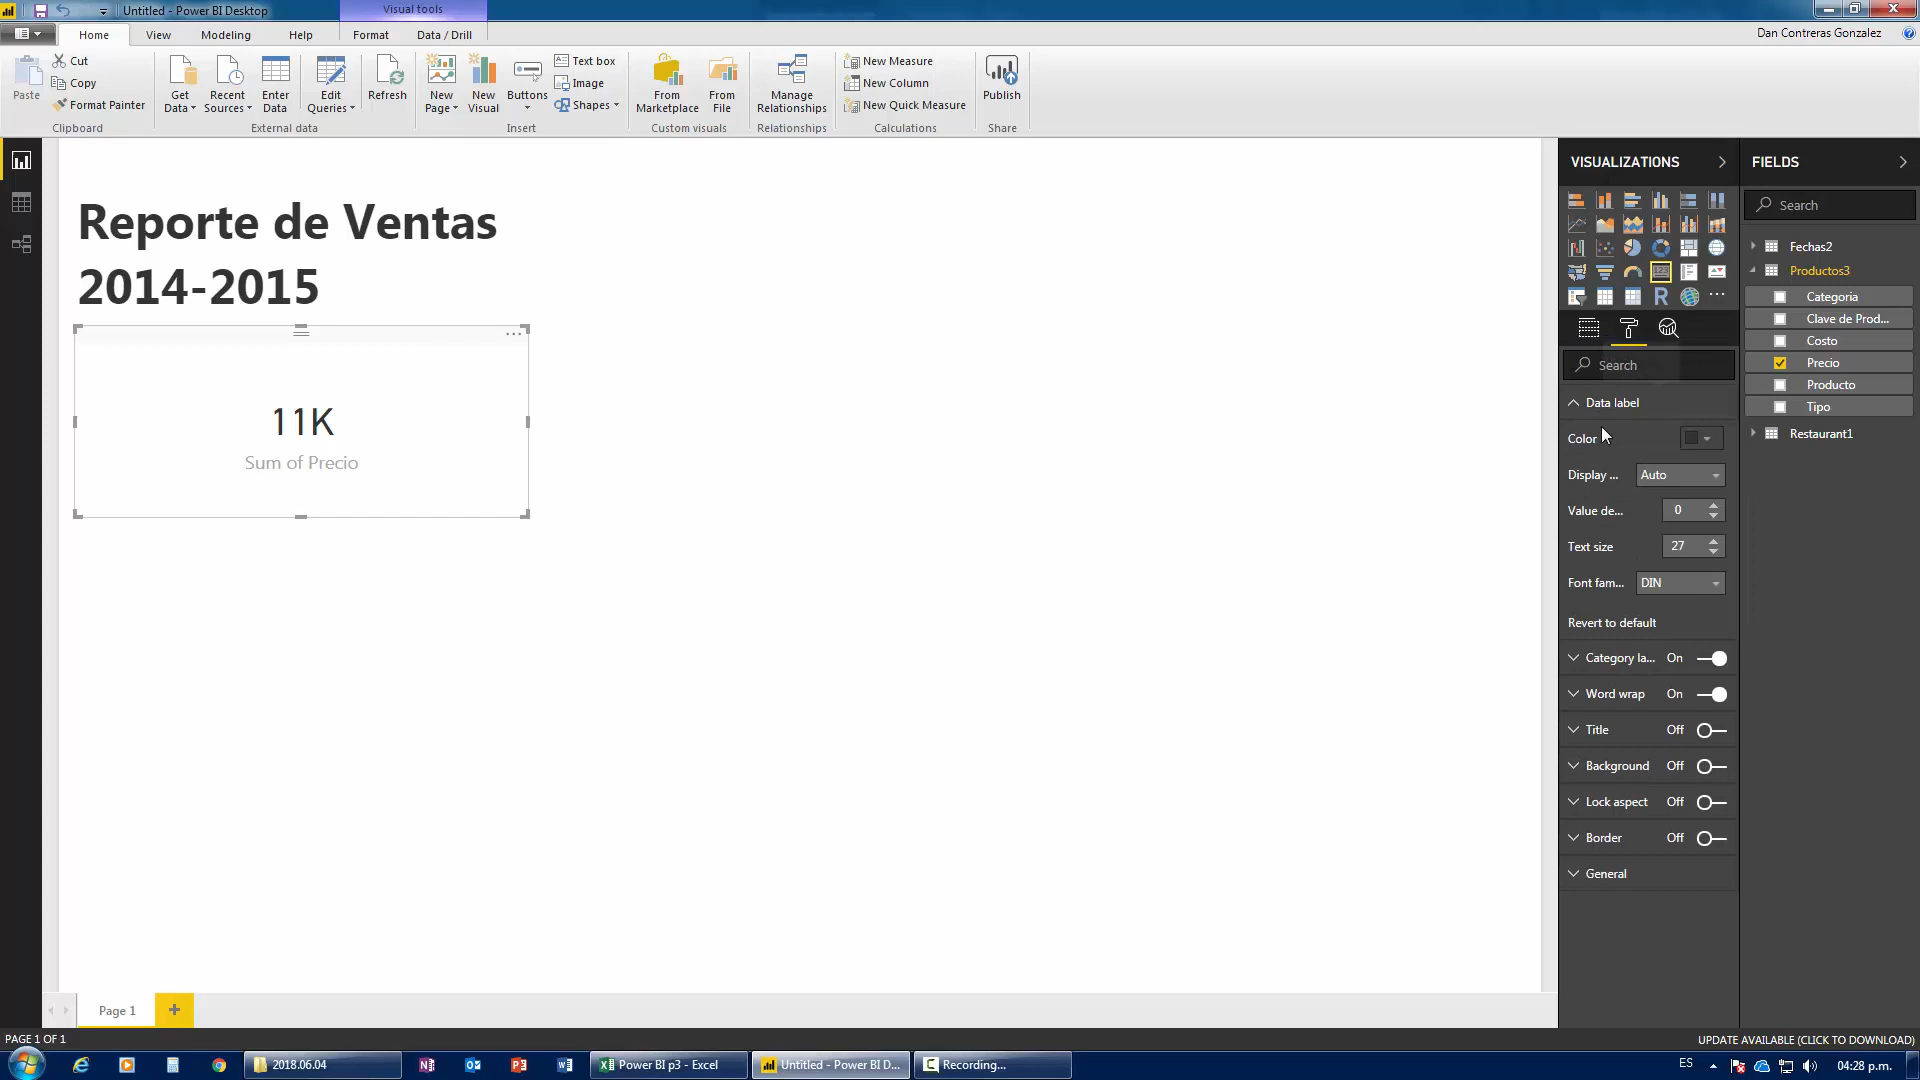 Untitled - Power BI Desktop
Visual tools
Home
View
Modeling
Help
Format
Data / Drill
Dan Contreras Gonzalez
Paste
Cut
Copy
Format Painter
Clipboard
Get Data
Recent Sources
Enter Data
Edit Queries
Refresh
External data
New Page
New Visual
Buttons
Text box
Image
Shapes
Insert
From Marketplace
From File
Custom visuals
Manage Relationships
Relationships
New Measure
New Column
New Quick Measure
Calculations
Publish
Share
Reporte de Ventas
2014-2015
11K
Sum of Precio
VISUALIZATIONS
Search
Data label
Color
Display ...
Auto
Value de...
0
Text size
27
Font fam...
DIN
Revert to default
Category la...
On
Word wrap
On
Title
Off
Background
Off
Lock aspect
Off
Border
Off
General
FIELDS
Search
Fechas2
Productos3
Categoria
Clave de Prod...
Costo
Precio
Producto
Tipo
Restaurant1
Page 1
PAGE 1 OF 1
UPDATE AVAILABLE (CLICK TO DOWNLOAD)
2018.06.04
Power BI p3 - Excel
Untitled - Power BI D...
Recording...
ES
04:28 p.m.